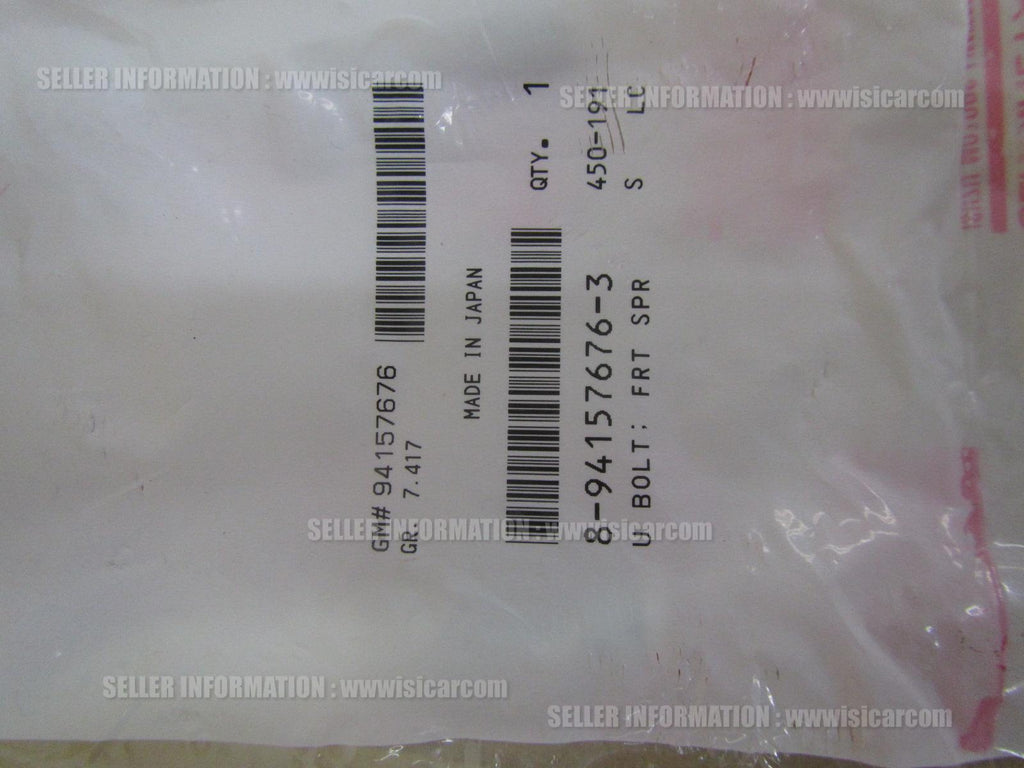 GM# 94157676
GR. 7.417
MADE IN JAPAN
QTY. 1
8-94157676-3
450-191
U BOLT; FRT SPR
S LC
SELLER INFORMATION : wwwisicarcom
SELLER INFORMATION : wwwisicarcom
SELLER INFORMATION : wwwisicarcom
SELLER INFORMATION : wwwisicarcom
SELLER INFORMATION : wwwisicarcom